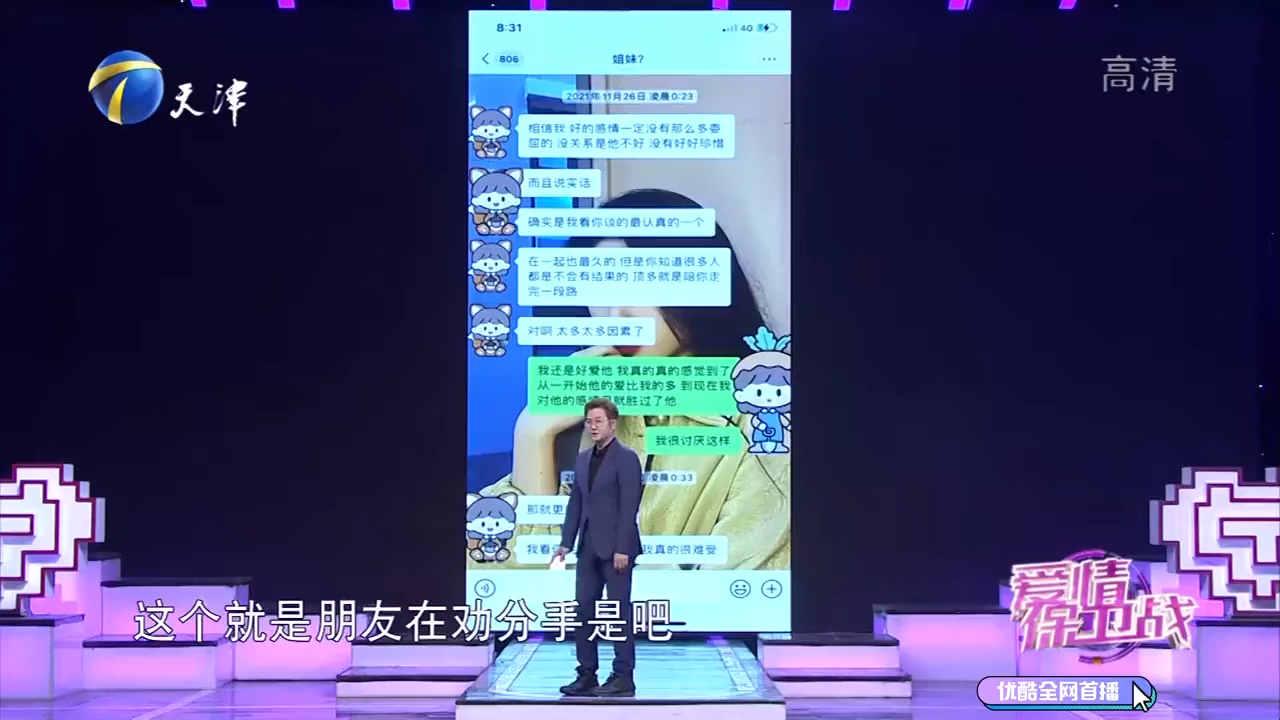 8:31
4G
806
姐妹?
天津
高清
2021年11月26日 凌晨0:23
相信我 好的感情一定没有那么多委
屈的 没关系是他不好 没有好好珍惜
而且说实话
确实是我看你谈的最认真的一个
在一起也最久的 但是你知道很多人
都是不会有结果的 顶多就是陪你走
完一段路
对啊 太多太多因素了
我还是好爱他 我真的真的感觉到了
从一开始他的爱比我的多 到现在我
对他的感情已就胜过了他
我很讨厌这样
20
凌晨0:33
那就更
我看你
我真的很难受
爱情
保卫战
这个就是朋友在劝分手是吧
优酷全网首播